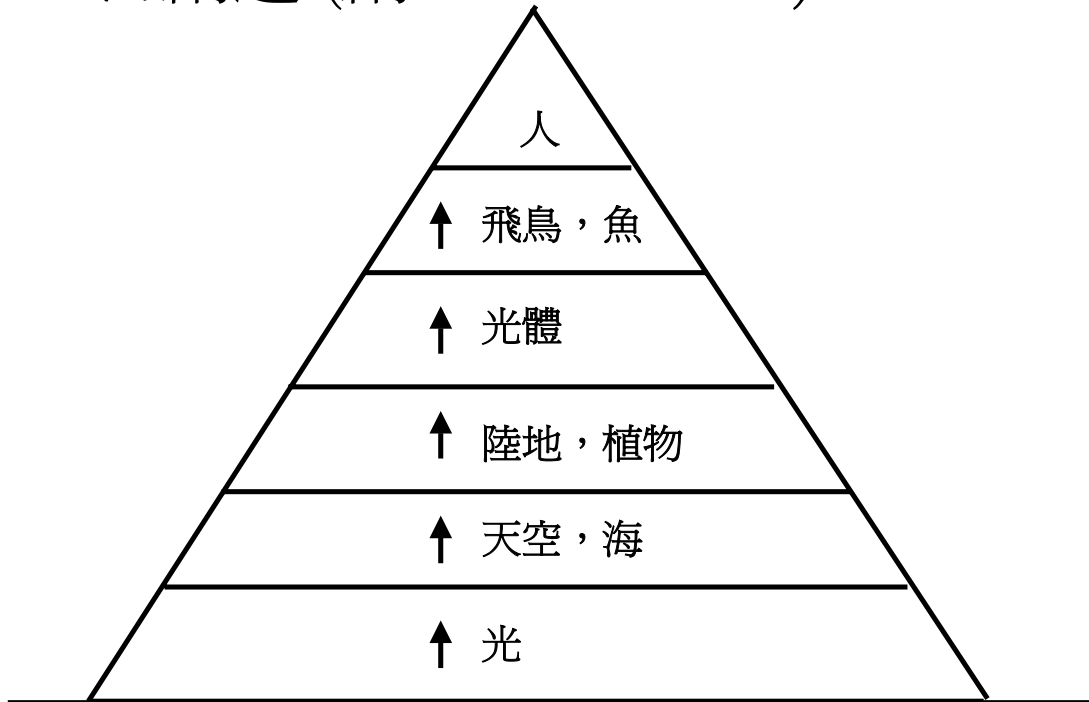 人
飛鳥，魚
光體
陸地，植物
天空，海
光